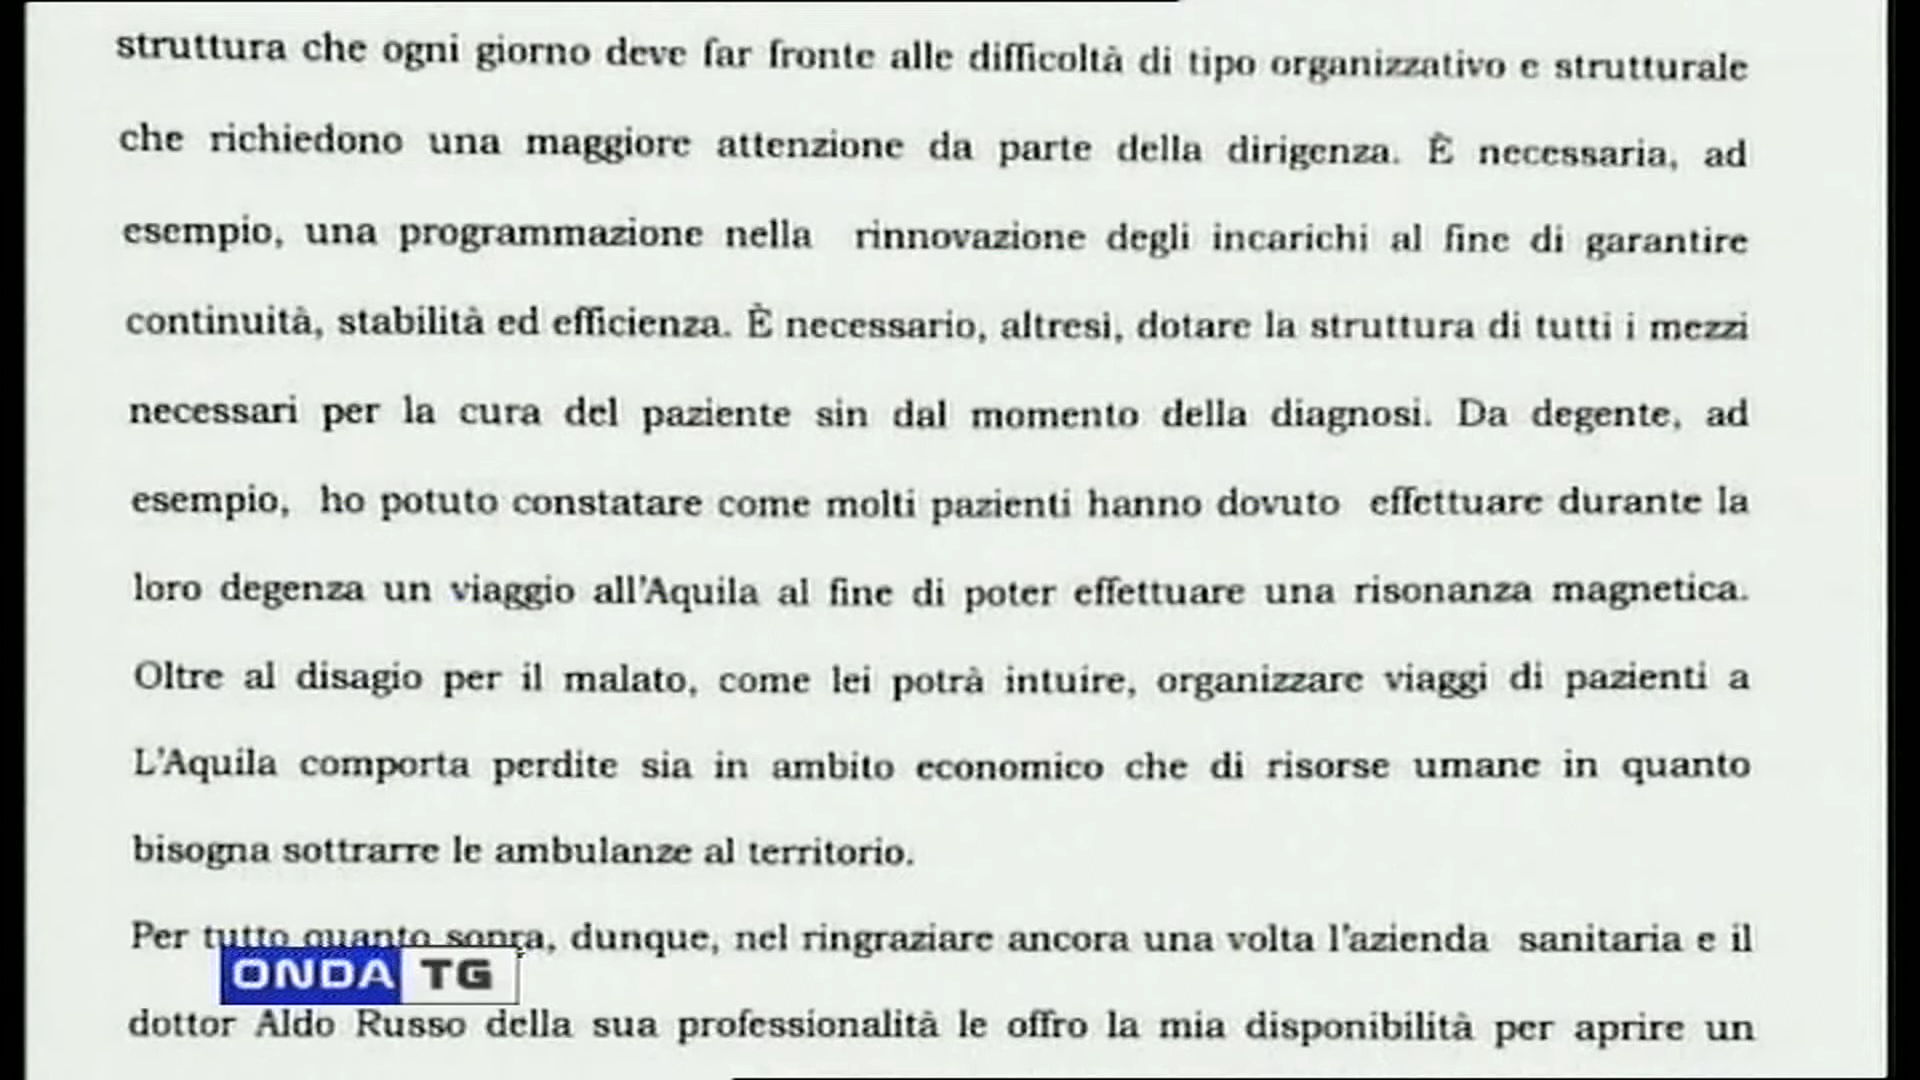 struttura che ogni giorno deve far fronte alle difficoltà di tipo organizzativo e strutturale
che richiedono una maggiore attenzione da parte della dirigenza. È necessaria, ad
esempio, una programmazione nella rinnovazione degli incarichi al fine di garantire
continuità, stabilità ed efficienza. È necessario, altresì, dotare la struttura di tutti i mezzi
necessari per la cura del paziente sin dal momento della diagnosi. Da degente, ad
esempio, ho potuto constatare come molti pazienti hanno dovuto effettuare durante la
loro degenza un viaggio all'Aquila al fine di poter effettuare una risonanza magnetica.
Oltre al disagio per il malato, come lei potrà intuire, organizzare viaggi di pazienti a
L'Aquila comporta perdite sia in ambito economico che di risorse umane in quanto
bisogna sottrarre le ambulanze al territorio.
Per tutto quanto sopra, dunque, nel ringraziare ancora una volta l'azienda sanitaria e il
ONDA TG
dottor Aldo Russo della sua professionalità le offro la mia disponibilità per aprire un